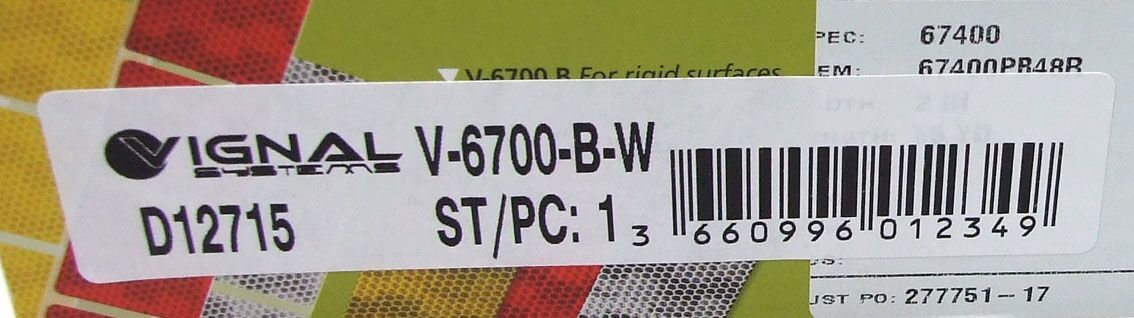 PEC: 67400
V-6700 B For rigid surfaces
EM: 67400PB48B
VIGNAL
SYSTEMS
V-6700-B-W
D12715
ST/PC: 1
3 660996 012349
UST PO: 277751-17